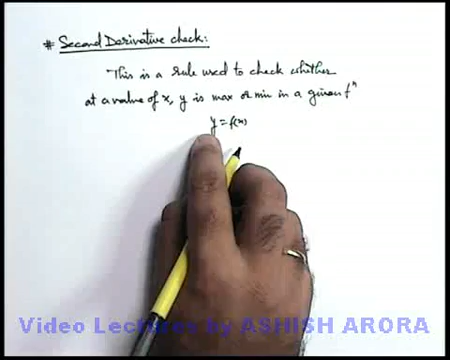 # Second Derivative check:
This is a rule used to check whether
at a value of x, y is max or min in a given fⁿ
y = f(x)
Video Lectures by ASHISH ARORA